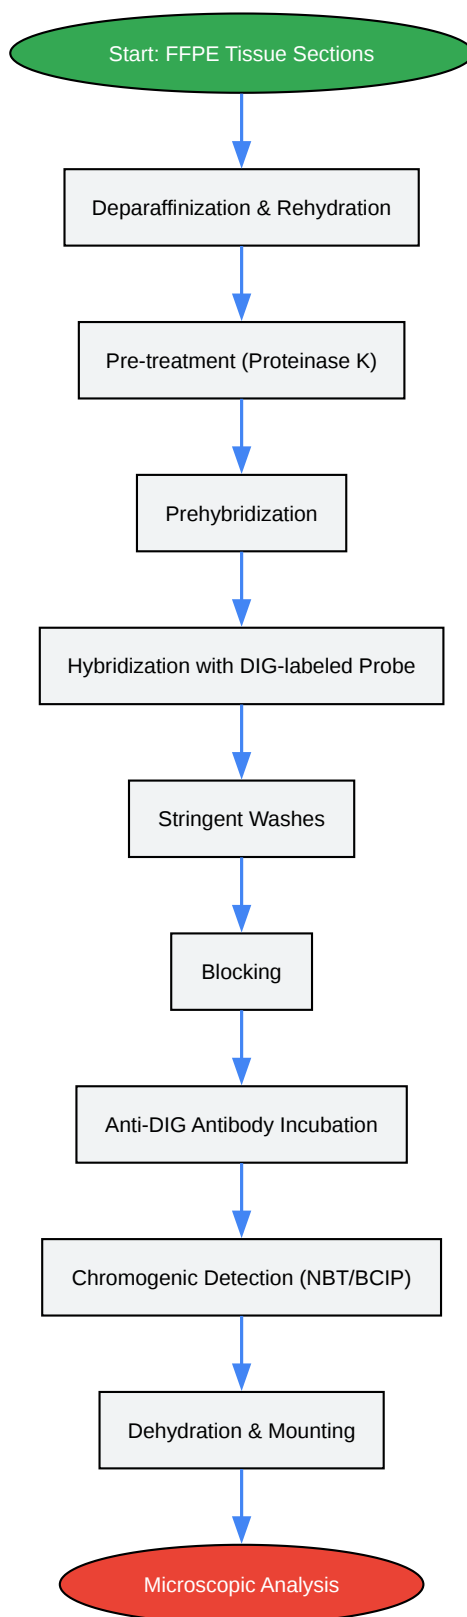 Start: FFPE Tissue Sections
Deparaffinization & Rehydration
Pre-treatment (Proteinase K)
Prehybridization
Hybridization with DIG-labeled Probe
Stringent Washes
Blocking
Anti-DIG Antibody Incubation
Chromogenic Detection (NBT/BCIP)
Dehydration & Mounting
Microscopic Analysis